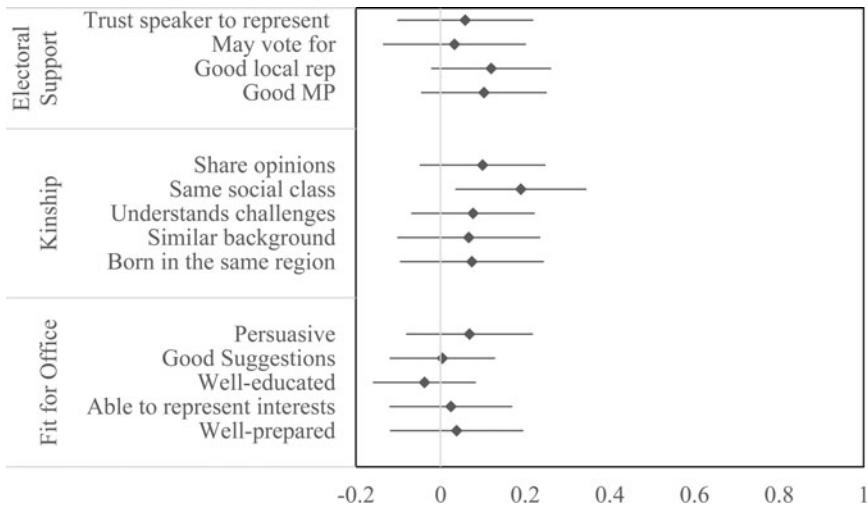 Electoral Support
Trust speaker to represent
May vote for
Good local rep
Good MP
Kinship
Share opinions
Same social class
Understands challenges
Similar background
Born in the same region
Fit for Office
Persuasive
Good Suggestions
Well-educated
Able to represent interests
Well-prepared
-0.2 0 0.2 0.4 0.6 0.8 1